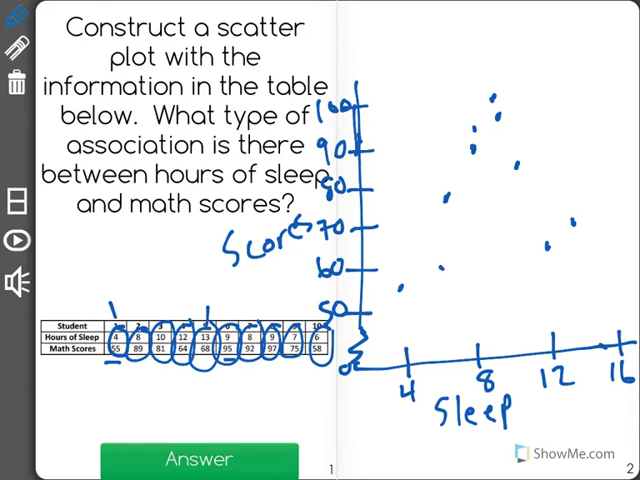 Construct a scatter
plot with the
information in the table
below. What type of
association is there
between hours of sleep
and math scores?
Student 1 2 3 4 5 6 7 8 9 10
Hours of Sleep 4 8 10 12 13 9 8 9 7 6
Math Scores 55 89 81 64 68 95 92 97 75 58
Answer
1
100
90
80
Scores 70
60
50
0
4 8 12 16
Sleep
ShowMe.com
2